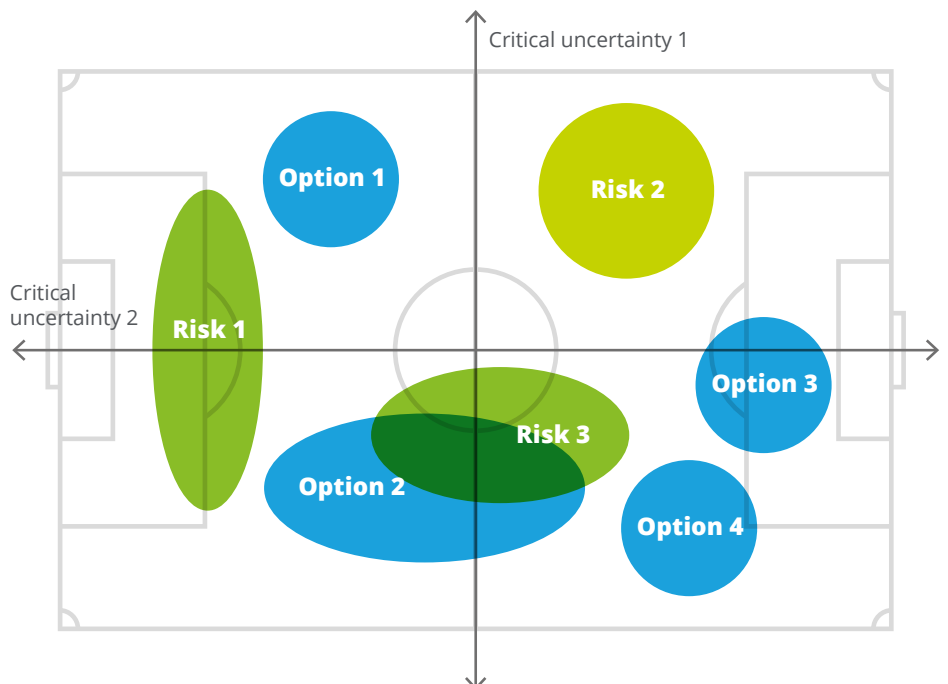 Critical uncertainty 1
Option 1
Risk 2
Critical
uncertainty 2
Risk 1
Option 3
Risk 3
Option 2
Option 4